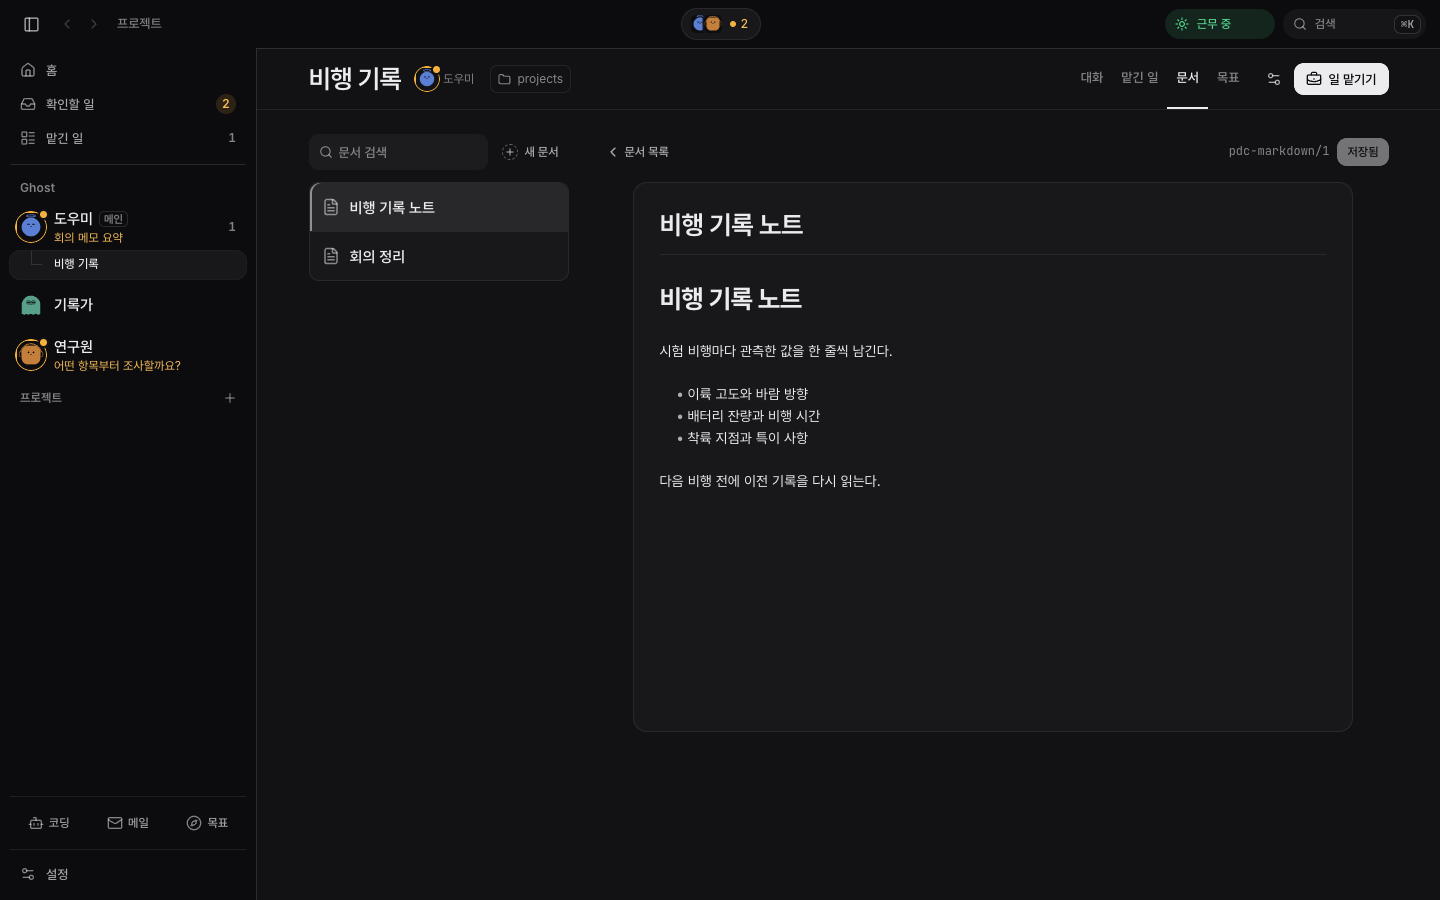 프로젝트
2
근무 중
검색
⌘K
홈
확인할 일
2
맡긴 일
1
Ghost
도우미
메인
1
회의 메모 요약
비행 기록
기록가
연구원
어떤 항목부터 조사할까요?
프로젝트
코딩
메일
목표
설정
비행 기록
도우미
projects
대화
맡긴 일
문서
목표
일 맡기기
문서 검색
새 문서
문서 목록
pdc-markdown/1
저장됨
비행 기록 노트
회의 정리
비행 기록 노트
비행 기록 노트
시험 비행마다 관측한 값을 한 줄씩 남긴다.
• 이륙 고도와 바람 방향
• 배터리 잔량과 비행 시간
• 착륙 지점과 특이 사항
다음 비행 전에 이전 기록을 다시 읽는다.